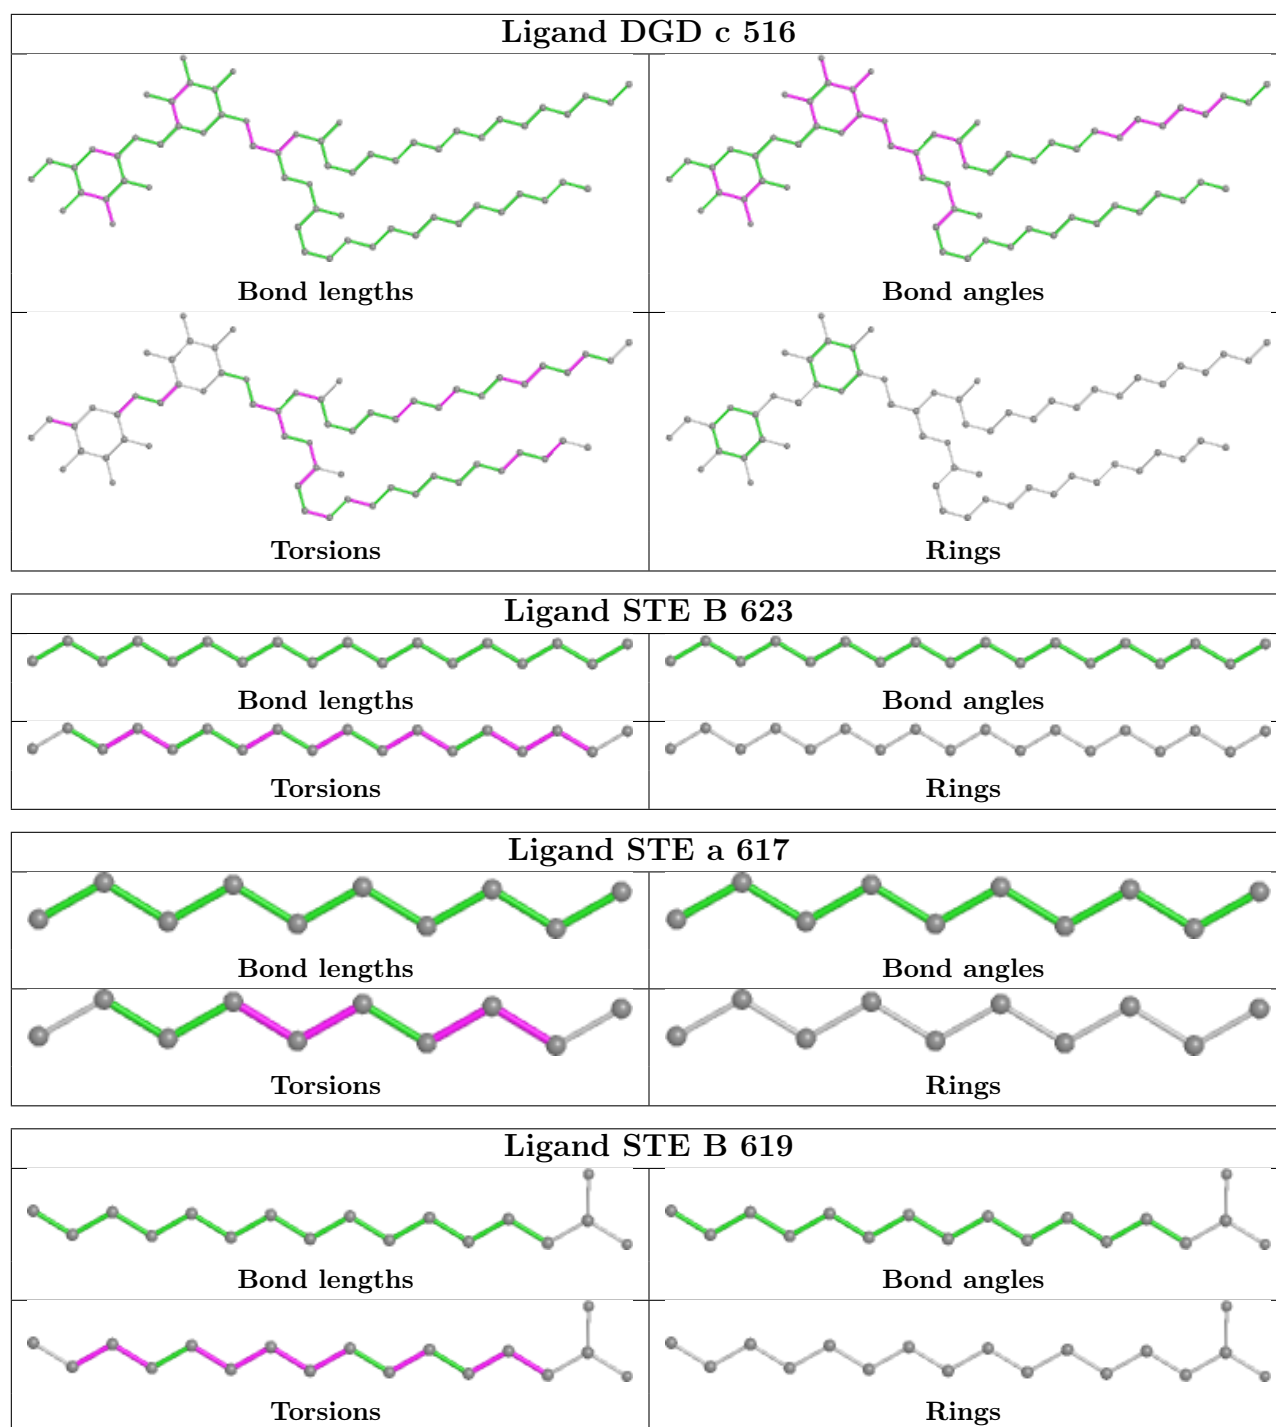 Ligand DGD c 516
Bond lengths
Bond angles
Torsions
Rings
Ligand STE B 623
Bond lengths
Bond angles
Torsions
Rings
Ligand STE a 617
Bond lengths
Bond angles
Torsions
Rings
Ligand STE B 619
Bond lengths
Bond angles
Torsions
Rings